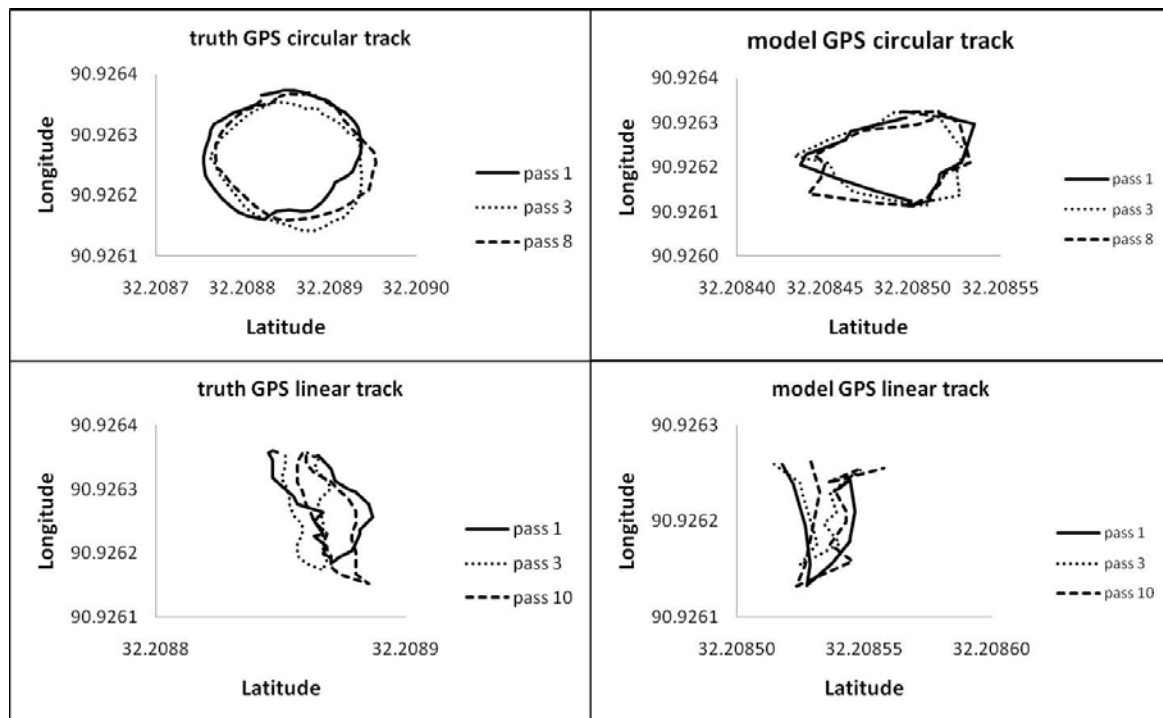 truth GPS circular track
90.9264
90.9263
90.9262
90.9261
Longitude
32.2087 32.2088 32.2089 32.2090
Latitude
pass 1
pass 3
pass 8
model GPS circular track
90.9264
90.9263
90.9262
90.9261
90.9260
Longitude
32.20840 32.20845 32.20850 32.20855
Latitude
pass 1
pass 3
pass 8
truth GPS linear track
90.9264
90.9263
90.9262
90.9261
Longitude
32.2088 32.2089
Latitude
pass 1
pass 3
pass 10
model GPS linear track
90.9263
90.9262
90.9261
Longitude
32.20850 32.20855 32.20860
Latitude
pass 1
pass 3
pass 10